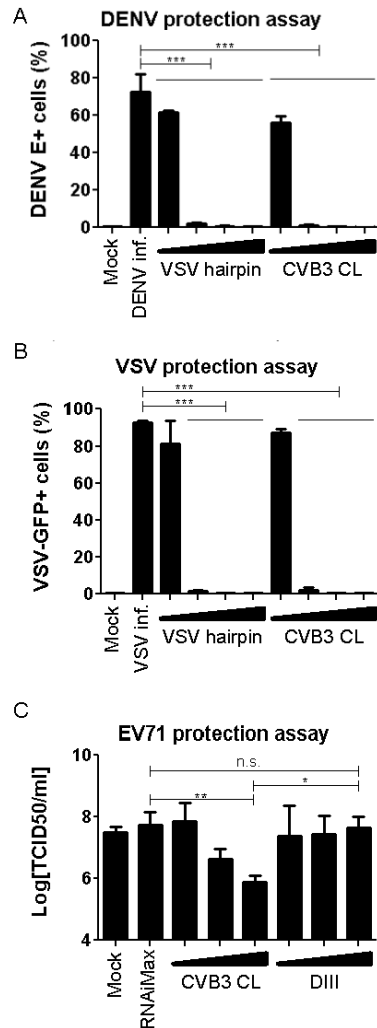 A
DENV protection assay
DENV E+ cells (%)
100
80
60
40
20
0
***
***
Mock
DENV inf.
VSV hairpin
CVB3 CL
B
VSV protection assay
VSV-GFP+ cells (%)
100
80
60
40
20
0
***
***
Mock
VSV inf.
VSV hairpin
CVB3 CL
C
EV71 protection assay
Log[TCID50/ml]
10
8
6
4
n.s.
**
*
Mock
RNAiMax
CVB3 CL
DIII